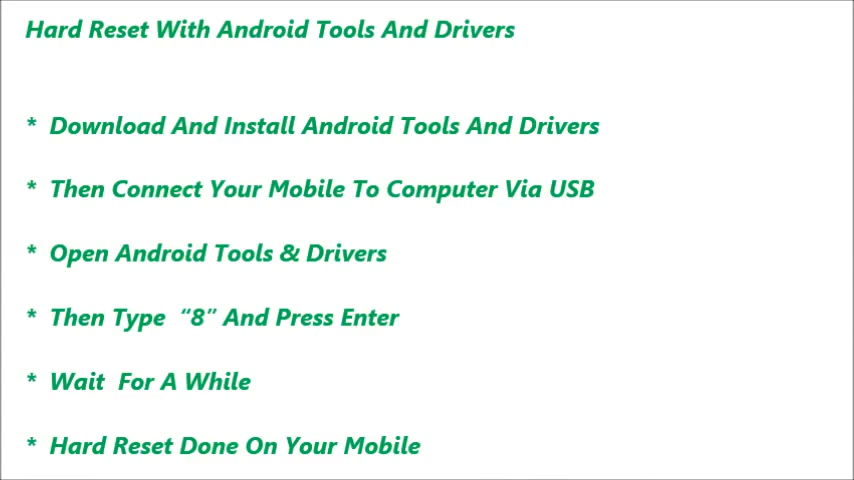 Hard Reset With Android Tools And Drivers
* Download And Install Android Tools And Drivers
* Then Connect Your Mobile To Computer Via USB
* Open Android Tools & Drivers
* Then Type “8” And Press Enter
* Wait For A While
* Hard Reset Done On Your Mobile